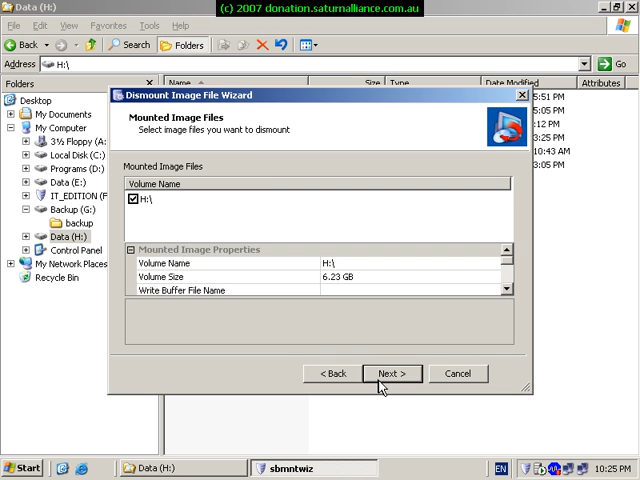 Data (H:)
(c) 2007 donation.saturnalliance.com.au
File Edit View Favorites Tools Help
Back Search Folders
Address H:\ Go
Folders
Name Size Type Date Modified Attributes
Desktop
My Documents
My Computer
3½ Floppy (A:
Local Disk (C:)
Programs (D:)
Data (E:)
IT_EDITION (F
Backup (G:)
backup
Data (H:)
Control Panel
My Network Places
Recycle Bin
5:51 PM
5:05 PM
:12 PM
3:25 PM
10:43 AM
3:05 PM
Dismount Image File Wizard
Mounted Image Files
Select image files you want to dismount
Mounted Image Files
Volume Name
H:\
Mounted Image Properties
Volume Name H:\
Volume Size 6.23 GB
Write Buffer File Name
< Back Next > Cancel
Start Data (H:) sbmntwiz EN 10:25 PM